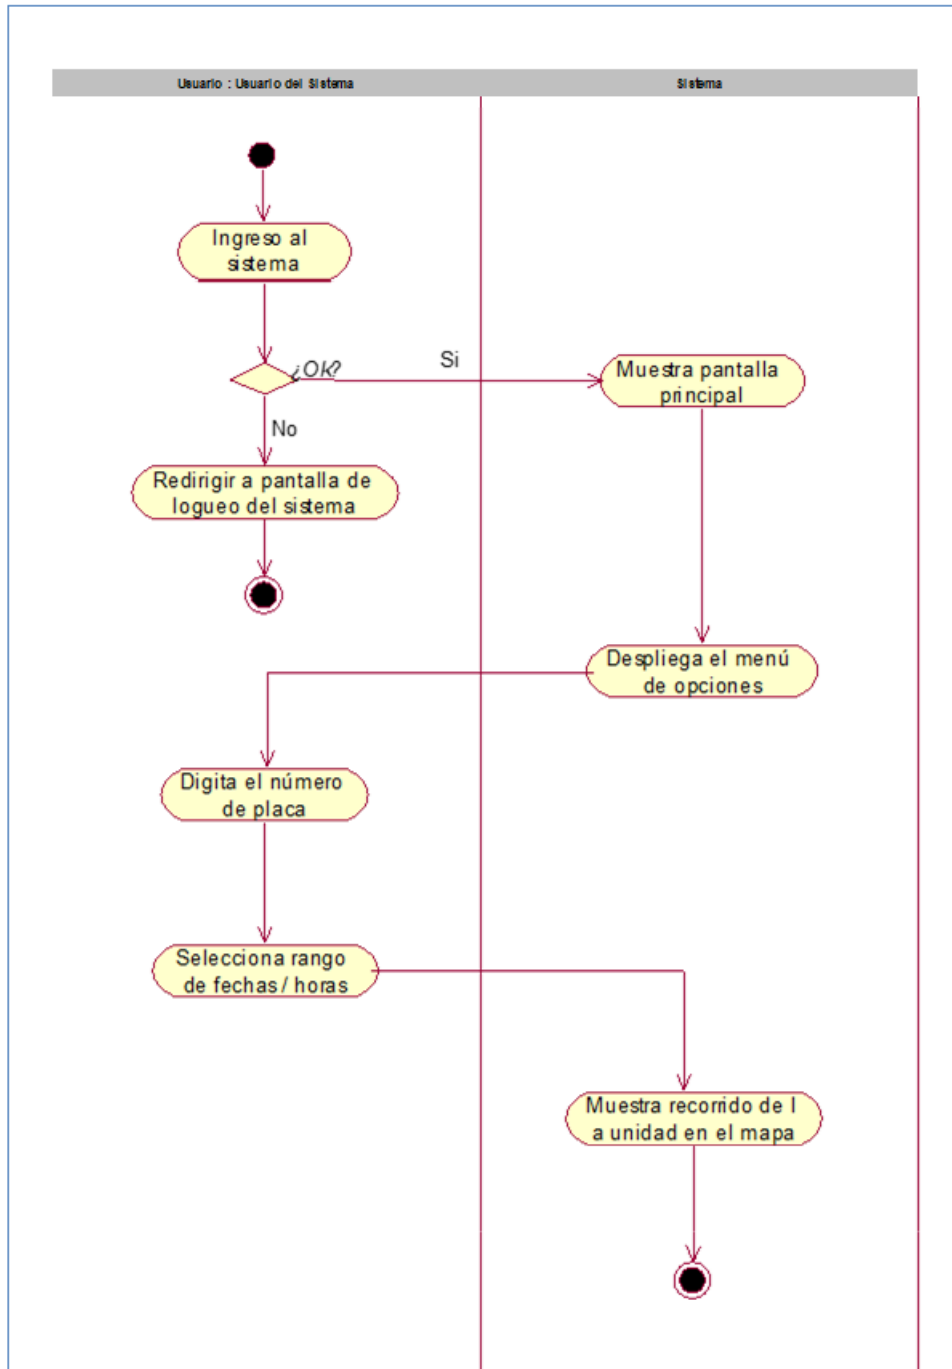 Usuario : Usuario del Sistema
Sistema
Ingreso al
sistema
¿Ok?
Si
Muestra pantalla
principal
No
Redirigir a pantalla de
logueo del sistema
Despliega el menú
de opciones
Digita el número
de placa
Selecciona rango
de fechas / horas
Muestra recorrido de l
a unidad en el mapa